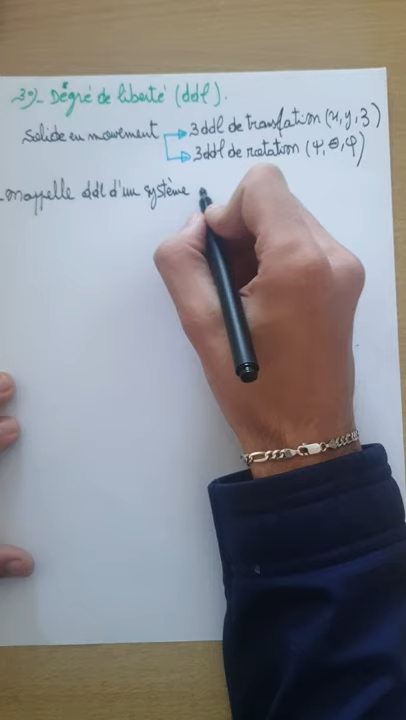 3°)- Dégré de liberté (ddl).
Solide en mouvement → 3 ddl de translation (x, y, z)
→ 3 ddl de rotation (ψ, θ, φ)
- on appelle ddl d'un système